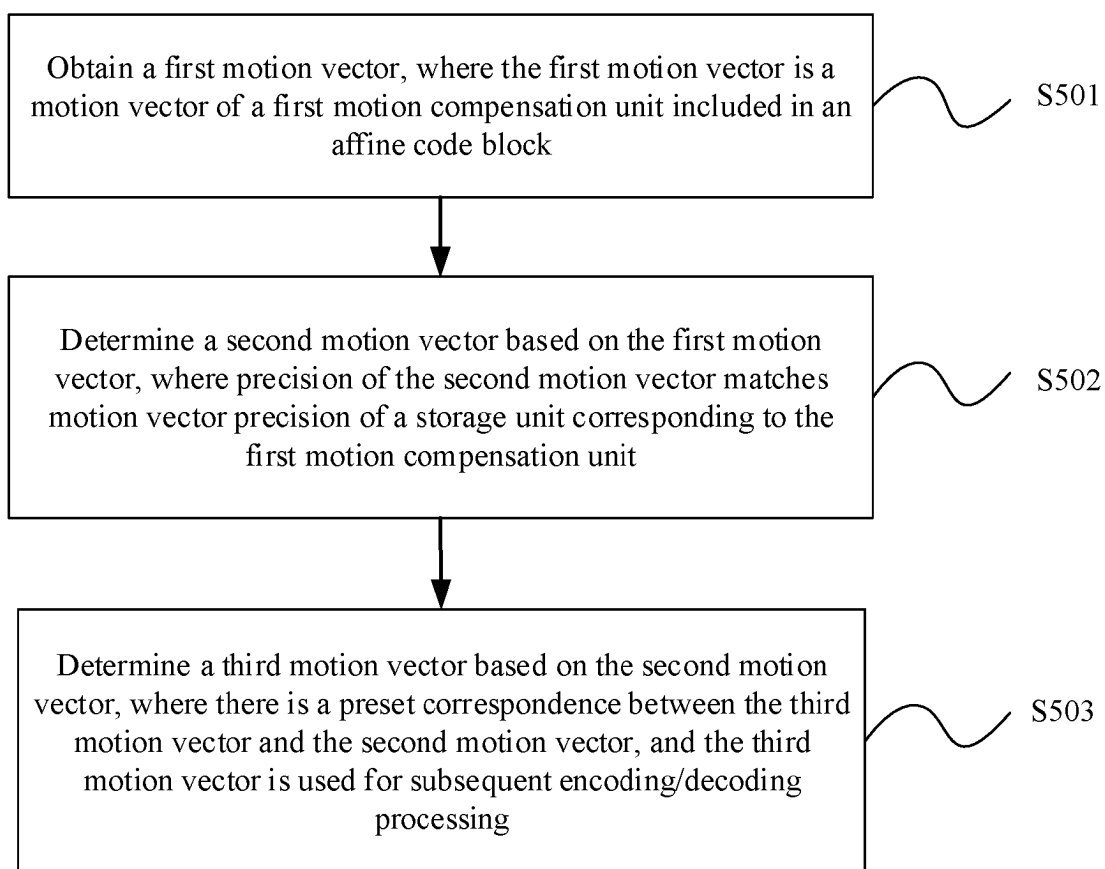 Obtain a first motion vector, where the first motion vector is a
motion vector of a first motion compensation unit included in an
affine code block
S501
Determine a second motion vector based on the first motion
vector, where precision of the second motion vector matches
motion vector precision of a storage unit corresponding to the
first motion compensation unit
S502
Determine a third motion vector based on the second motion
vector, where there is a preset correspondence between the third
motion vector and the second motion vector, and the third
motion vector is used for subsequent encoding/decoding
processing
S503